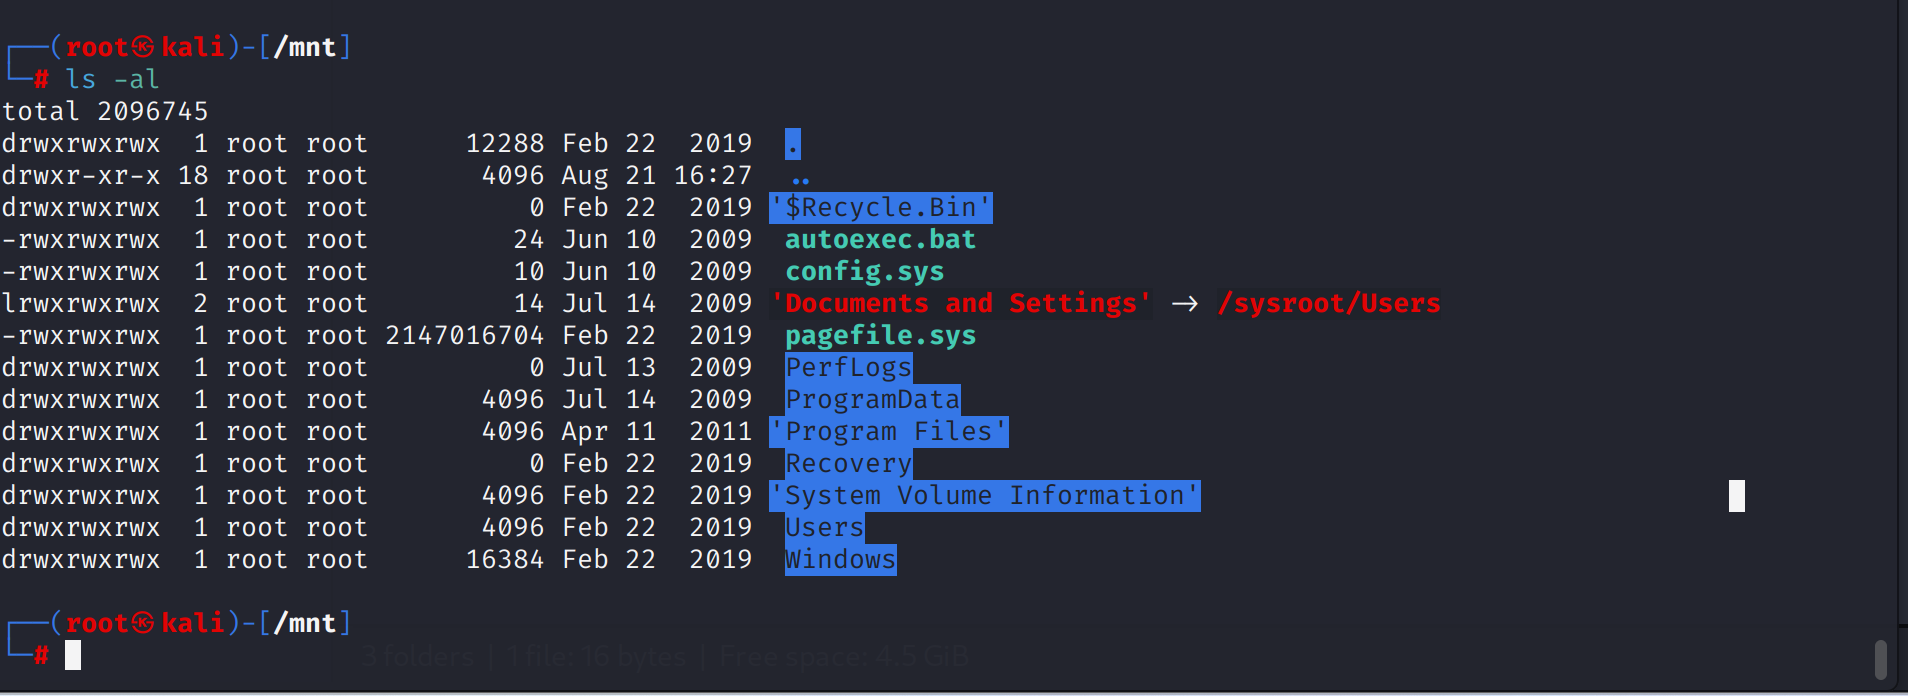 ┌──(root㉿kali)-[/mnt]
└─# ls -al
total 2096745
drwxrwxrwx  1 root root      12288 Feb 22  2019  .
drwxr-xr-x 18 root root       4096 Aug 21 16:27  ..
drwxrwxrwx  1 root root          0 Feb 22  2019 '$Recycle.Bin'
-rwxrwxrwx  1 root root         24 Jun 10  2009  autoexec.bat
-rwxrwxrwx  1 root root         10 Jun 10  2009  config.sys
lrwxrwxrwx  2 root root         14 Jul 14  2009 'Documents and Settings' → /sysroot/Users
-rwxrwxrwx  1 root root 2147016704 Feb 22  2019  pagefile.sys
drwxrwxrwx  1 root root          0 Jul 13  2009  PerfLogs
drwxrwxrwx  1 root root       4096 Jul 14  2009  ProgramData
drwxrwxrwx  1 root root       4096 Apr 11  2011 'Program Files'
drwxrwxrwx  1 root root          0 Feb 22  2019  Recovery
drwxrwxrwx  1 root root       4096 Feb 22  2019 'System Volume Information'
drwxrwxrwx  1 root root       4096 Feb 22  2019  Users
drwxrwxrwx  1 root root      16384 Feb 22  2019  Windows
┌──(root㉿kali)-[/mnt]
└─#
3 folders | 1 file: 16 bytes | Free space: 4.5 GiB